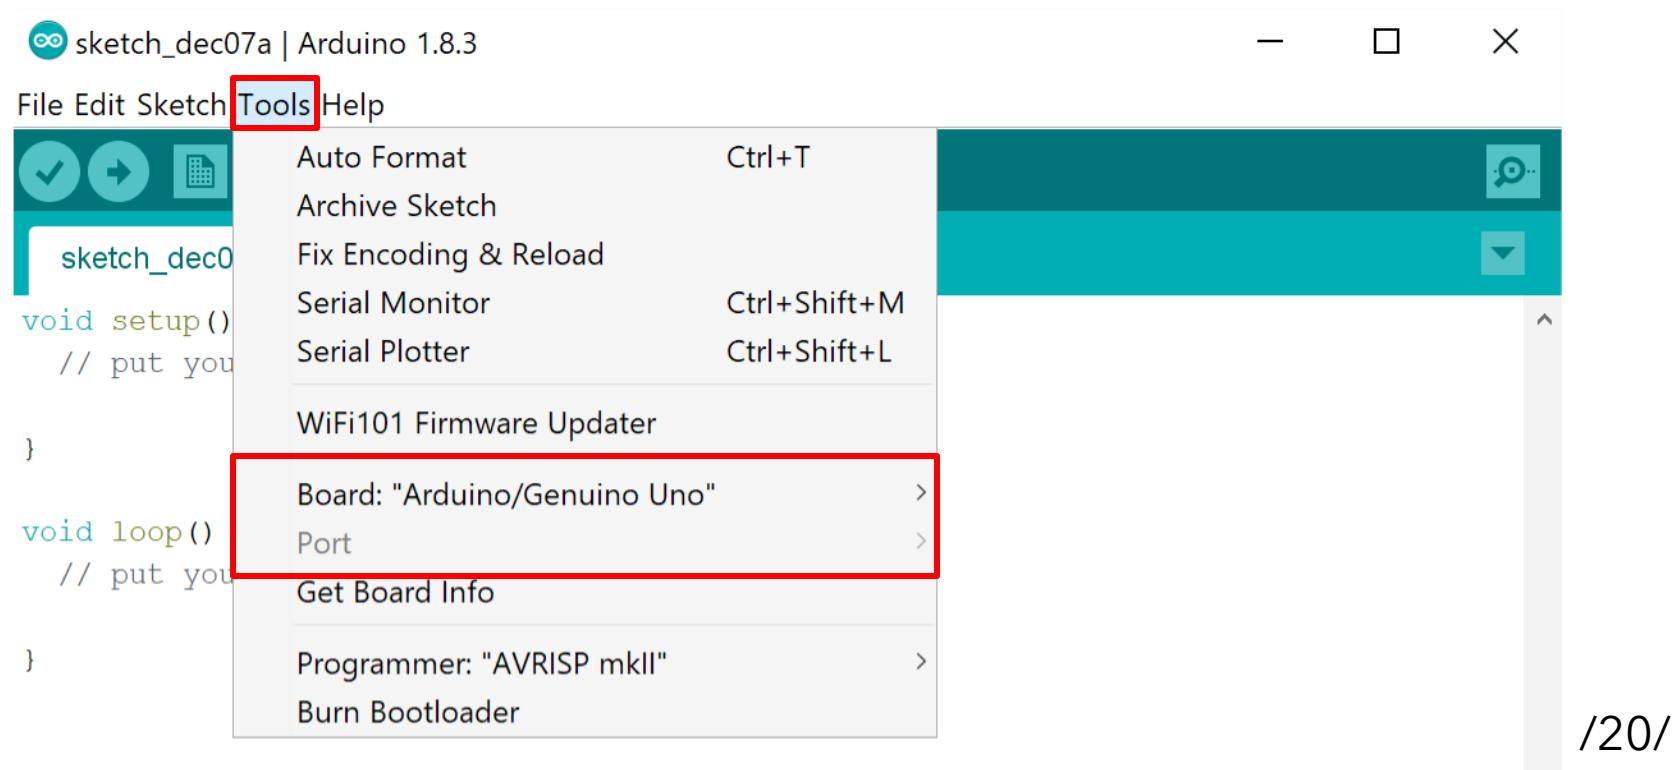 sketch_dec07a | Arduino 1.8.3
File Edit Sketch Tools Help
Auto Format Ctrl+T
Archive Sketch
sketch_dec0
Fix Encoding & Reload
Serial Monitor Ctrl+Shift+M
void setup()
Serial Plotter Ctrl+Shift+L
// put you
WiFi101 Firmware Updater
}
Board: "Arduino/Genuino Uno"
void loop()
Port
// put you
Get Board Info
}
Programmer: "AVRISP mkII"
Burn Bootloader
/20/